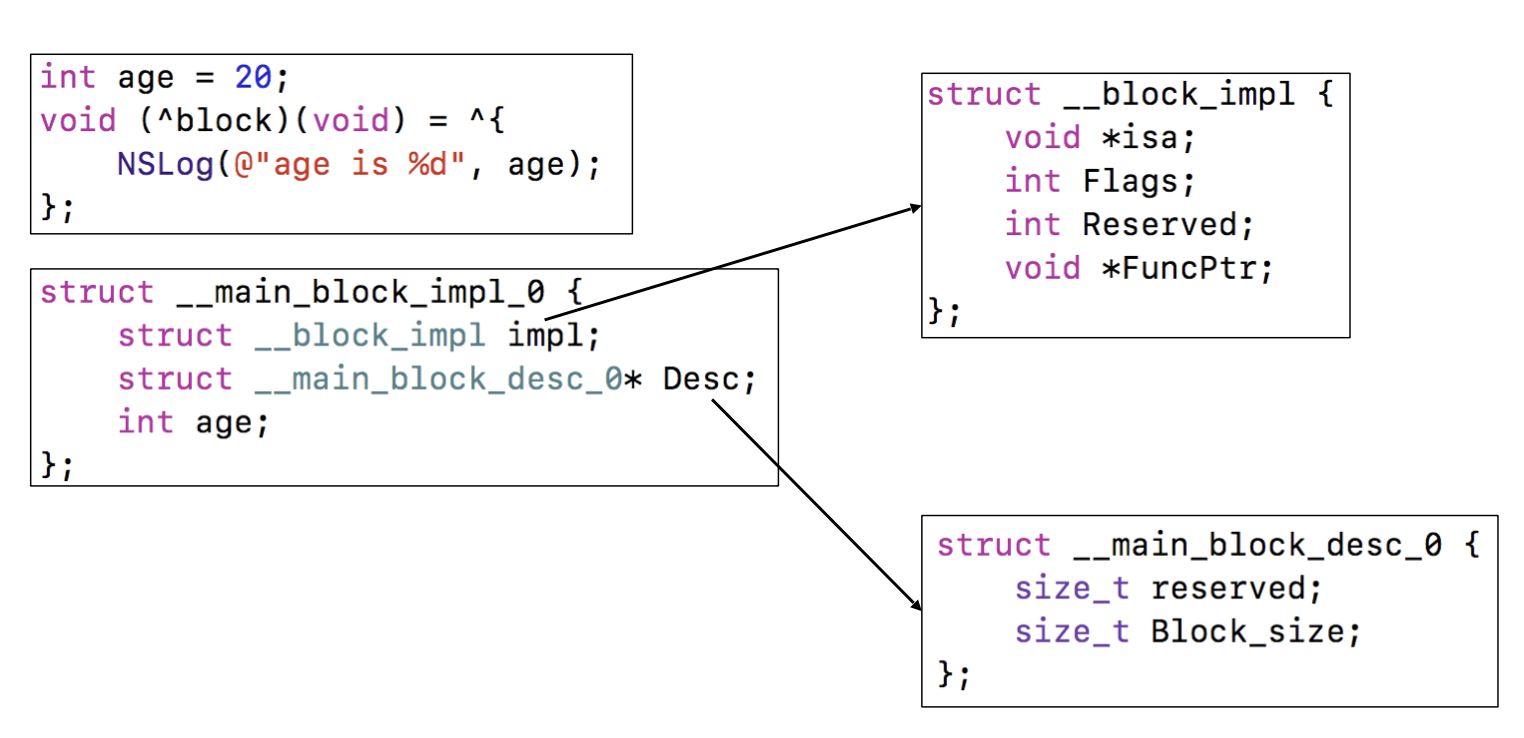 int age = 20;
void (^block)(void) = ^{
    NSLog(@"age is %d", age);
};
struct __main_block_impl_0 {
    struct __block_impl impl;
    struct __main_block_desc_0* Desc;
    int age;
};
struct __block_impl {
    void *isa;
    int Flags;
    int Reserved;
    void *FuncPtr;
};
struct __main_block_desc_0 {
    size_t reserved;
    size_t Block_size;
};